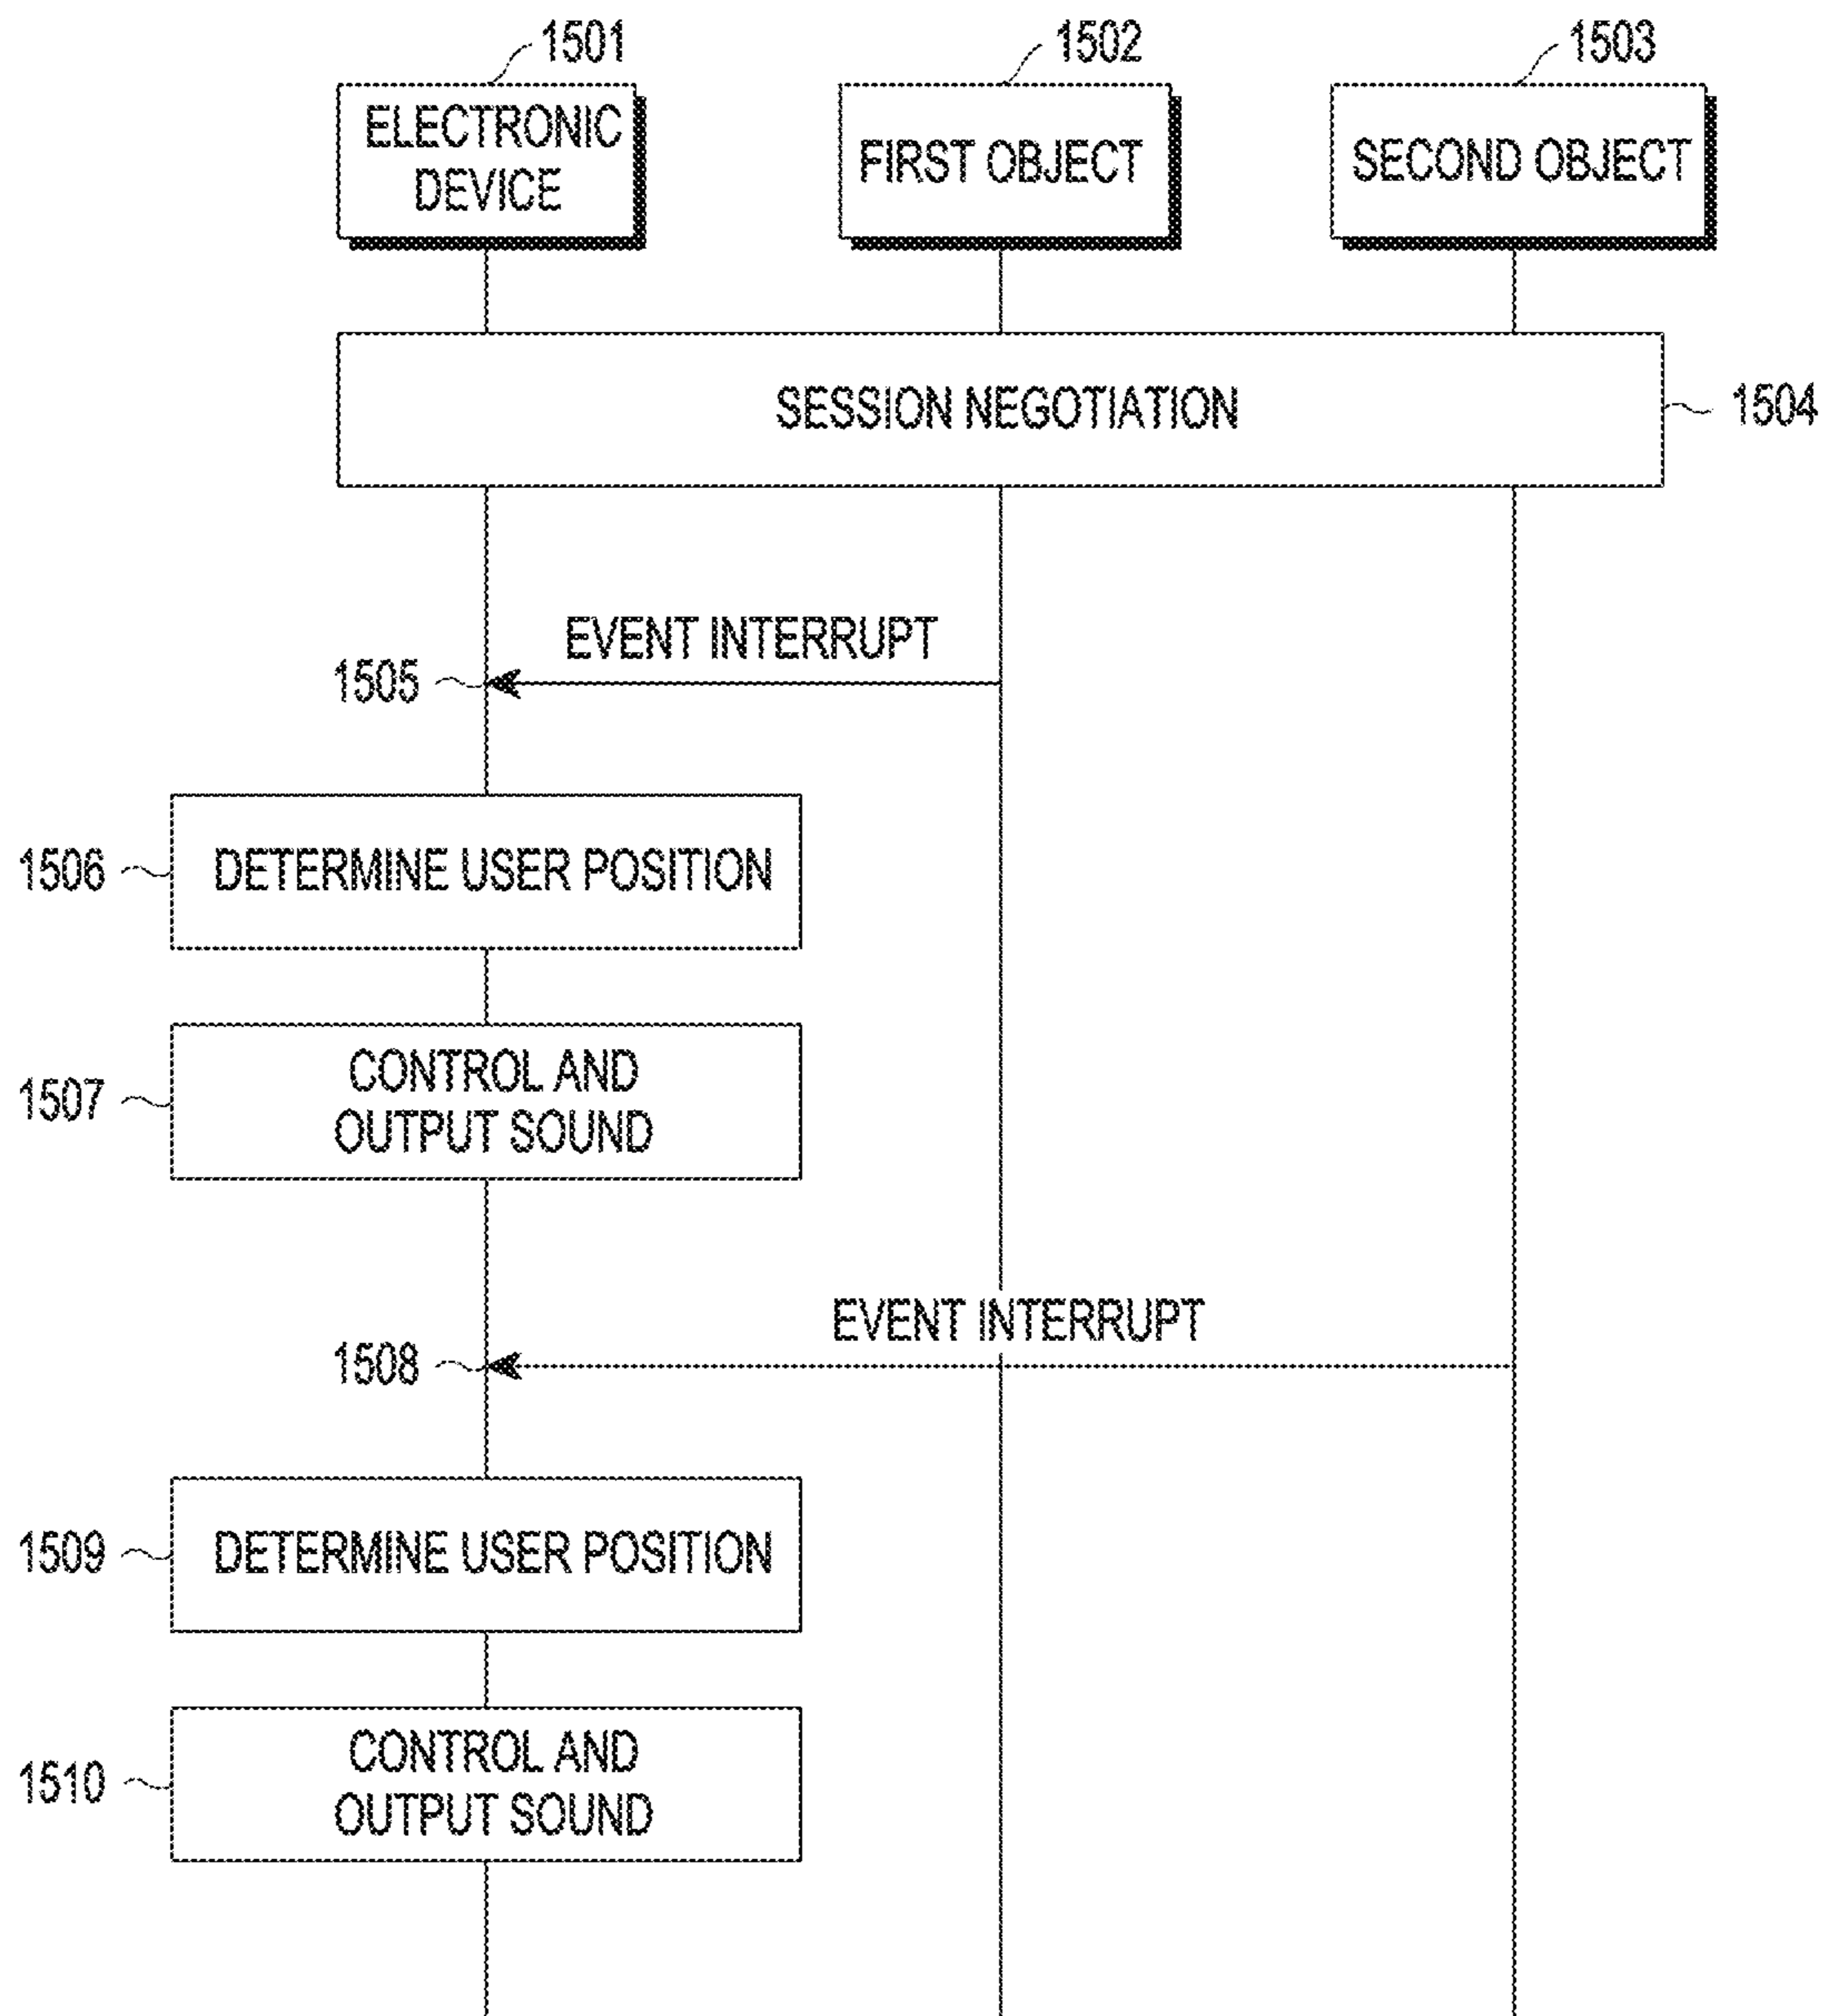 1501
1502
1503
ELECTRONIC
DEVICE
FIRST OBJECT
SECOND OBJECT
SESSION NEGOTIATION
1504
EVENT INTERRUPT
1505
1506
DETERMINE USER POSITION
1507
CONTROL AND
OUTPUT SOUND
EVENT INTERRUPT
1508
1509
DETERMINE USER POSITION
1510
CONTROL AND
OUTPUT SOUND